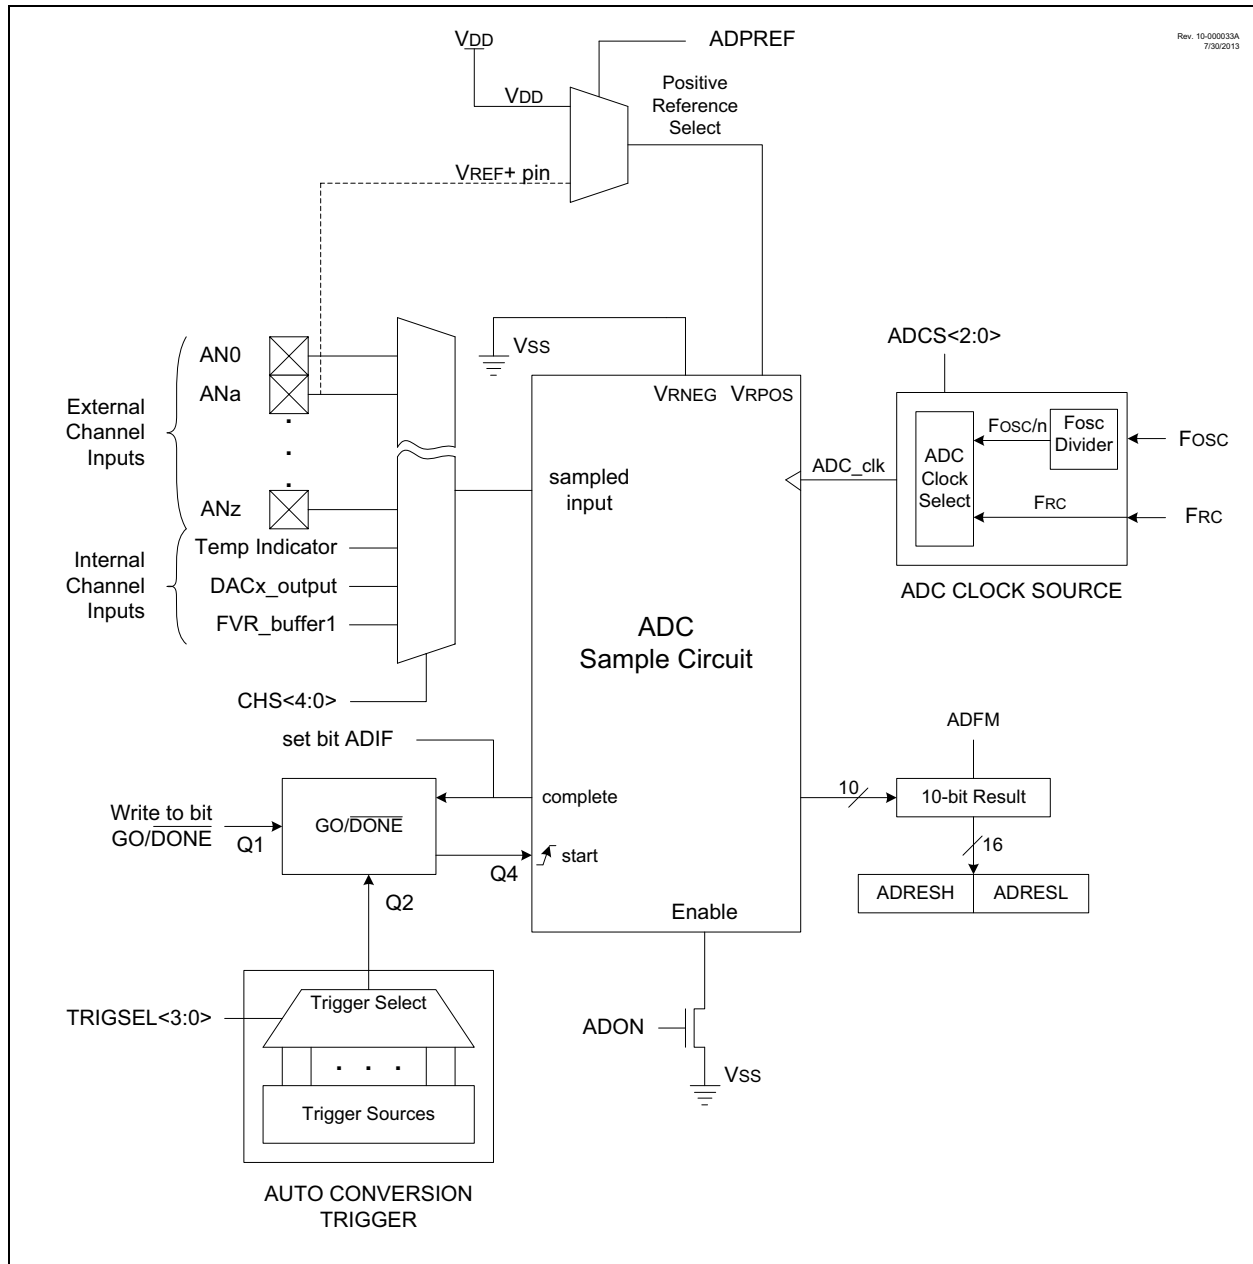 Rev. 10-000033A
7/30/2013
VDD
ADPREF
VDD
Positive
Reference
Select
VREF+ pin
VSS
ADCS<2:0>
AN0
ANa
External
Channel
Inputs
VRNEG VRPOS
FOSC/n
Fosc
Divider
FOSC
ADC
Clock
Select
ADC_clk
sampled
input
FRC
FRC
ANz
Temp Indicator
Internal
Channel
Inputs
DACx_output
FVR_buffer1
ADC CLOCK SOURCE
ADC
Sample Circuit
CHS<4:0>
set bit ADIF
ADFM
complete
10
10-bit Result
Write to bit
GO/DONE
Q1
GO/DONE
Q4
start
16
ADRESH
ADRESL
Q2
Enable
TRIGSEL<3:0>
Trigger Select
. . .
Trigger Sources
ADON
VSS
AUTO CONVERSION
TRIGGER